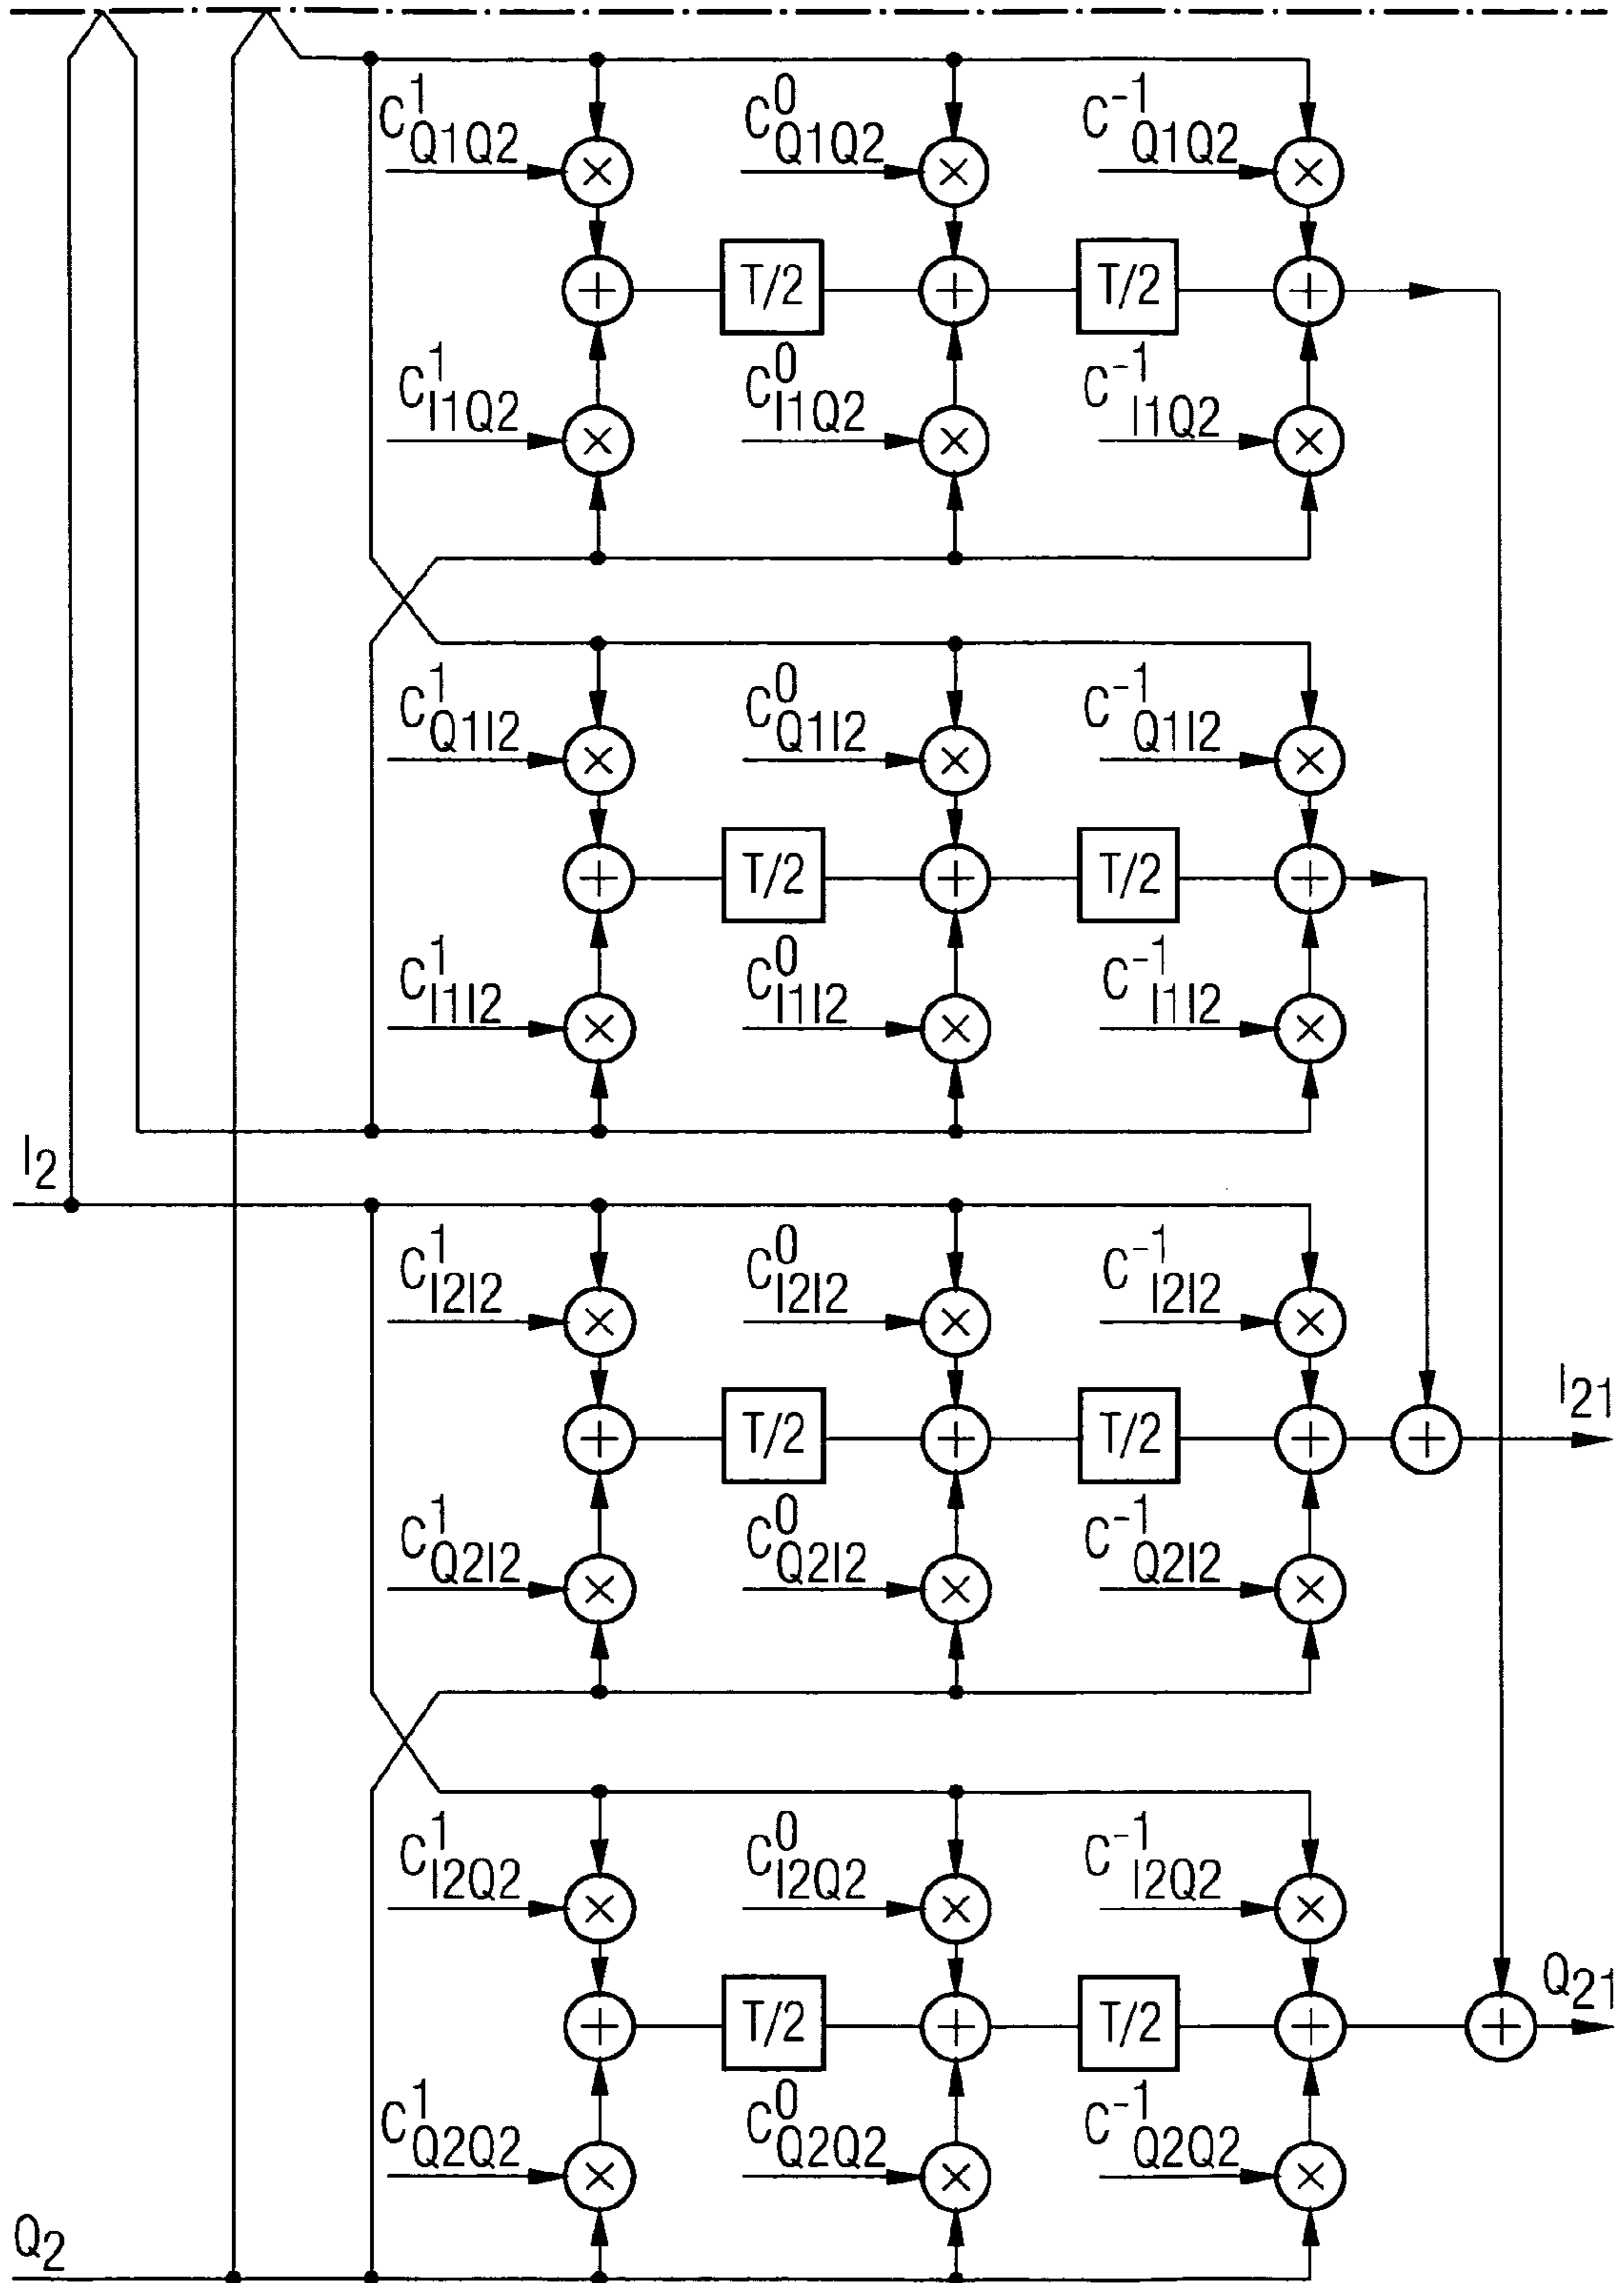 C¹Q1Q2 C⁰Q1Q2 C⁻¹Q1Q2
T/2 T/2
C¹I1Q2 C⁰I1Q2 C⁻¹I1Q2
C¹Q1I2 C⁰Q1I2 C⁻¹Q1I2
T/2 T/2
C¹I1I2 C⁰I1I2 C⁻¹I1I2
I2
C¹I2I2 C⁰I2I2 C⁻¹I2I2
T/2 T/2 I21
C¹Q2I2 C⁰Q2I2 C⁻¹Q2I2
C¹I2Q2 C⁰I2Q2 C⁻¹I2Q2
T/2 T/2 Q21
C¹Q2Q2 C⁰Q2Q2 C⁻¹Q2Q2
Q2